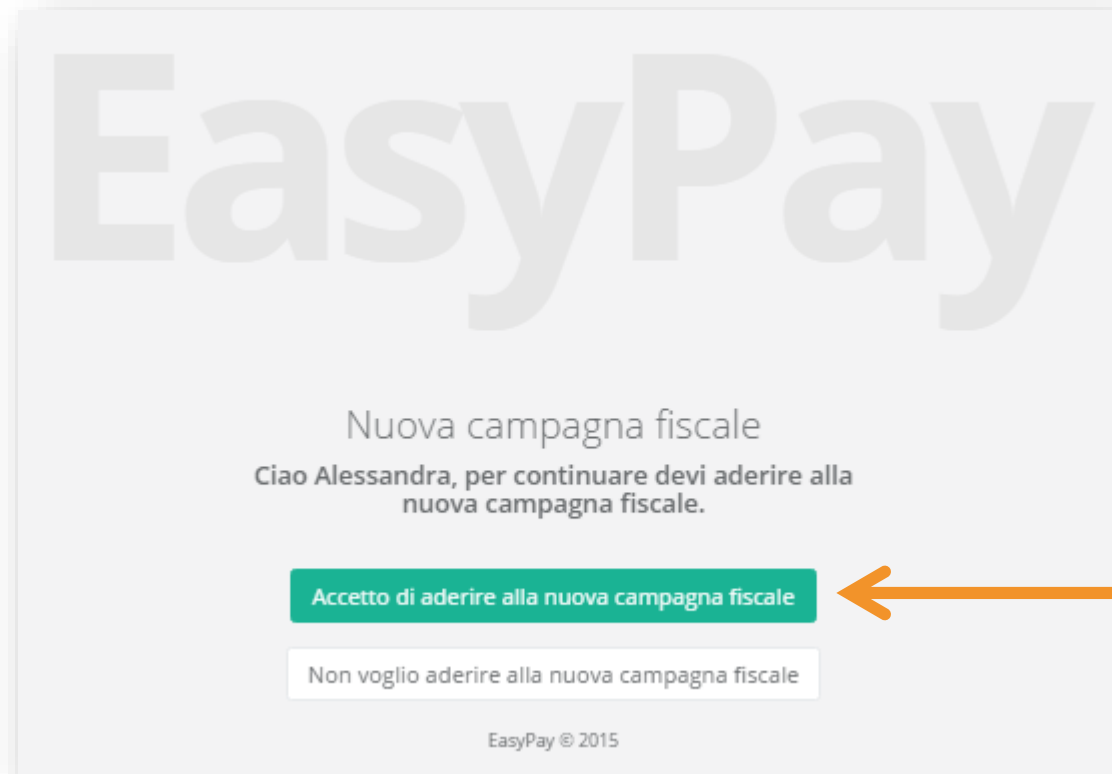 EasyPay
Nuova campagna fiscale
Ciao Alessandra, per continuare devi aderire alla
nuova campagna fiscale.
Accetto di aderire alla nuova campagna fiscale
Non voglio aderire alla nuova campagna fiscale
EasyPay © 2015